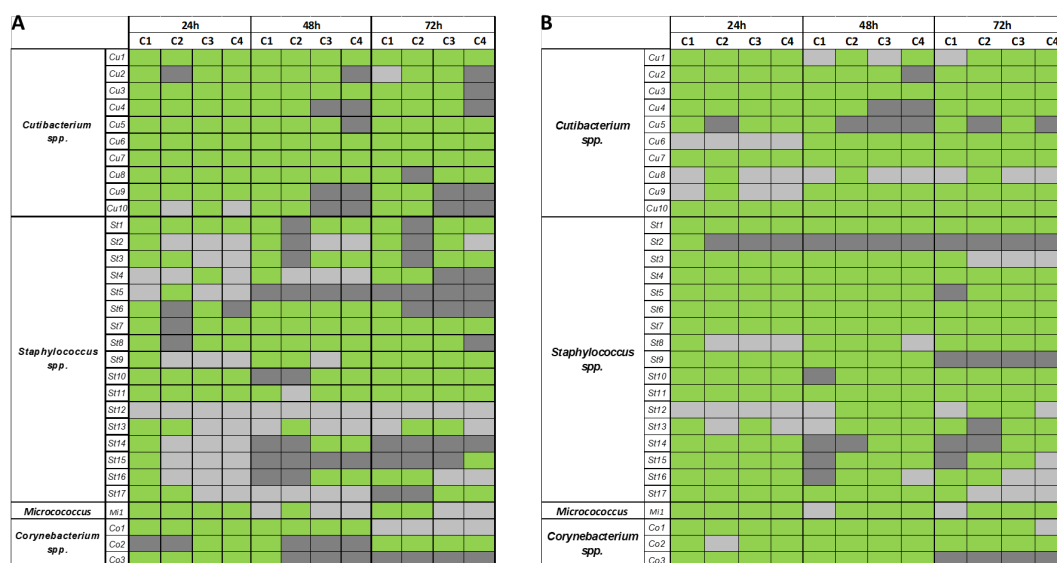 A
24h 48h 72h
C1 C2 C3 C4 C1 C2 C3 C4 C1 C2 C3 C4
Cutibacterium spp.
Cu1
Cu2
Cu3
Cu4
Cu5
Cu6
Cu7
Cu8
Cu9
Cu10
Staphylococcus spp.
St1
St2
St3
St4
St5
St6
St7
St8
St9
St10
St11
St12
St13
St14
St15
St16
St17
Micrococcus
Mi1
Corynebacterium spp.
Co1
Co2
Co3
B
24h 48h 72h
C1 C2 C3 C4 C1 C2 C3 C4 C1 C2 C3 C4
Cutibacterium spp.
Cu1
Cu2
Cu3
Cu4
Cu5
Cu6
Cu7
Cu8
Cu9
Cu10
Staphylococcus spp.
St1
St2
St3
St4
St5
St6
St7
St8
St9
St10
St11
St12
St13
St14
St15
St16
St17
Microcococcus
Mi1
Corynebacterium spp.
Co1
Co2
Co3